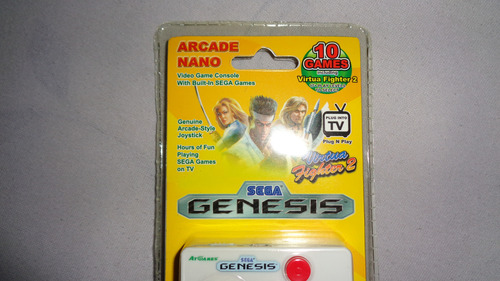 ARCADE
NANO
Video Game Console
With Built-In SEGA Games
10
GAMES
Virtua Fighter 2
Genuine
Arcade-Style
Joystick
Hours of Fun
Playing
SEGA Games
on TV
PLUG INTO
TV
Plug N Play
Virtua
Fighter 2
SEGA
GENESIS
AtGames
SEGA
GENESIS